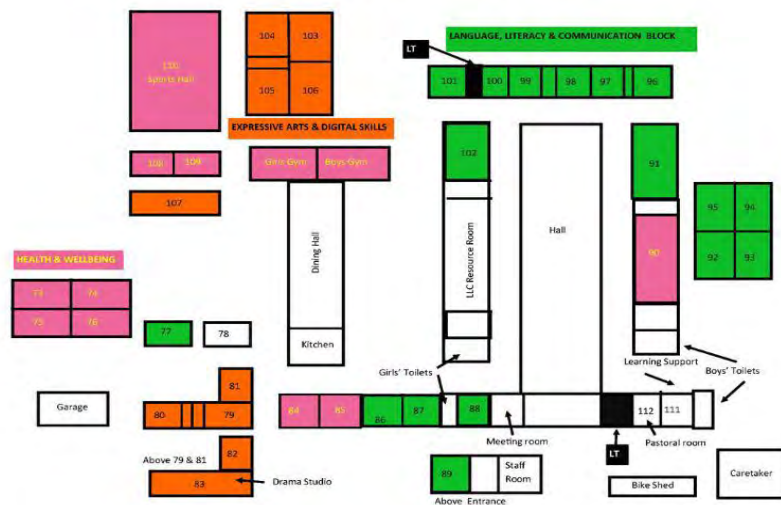 LANGUAGE, LITERACY & COMMUNICATION BLOCK
LT
104 103
105 106
110
Sports Hall
101 100 99 98 97 96
EXPRESSIVE ARTS & DIGITAL SKILLS
108 109
Girls Gym Boys Gym
107
102
91
95 94
92 93
90
Hall
LLC Resource Room
Dining Hall
Kitchen
HEALTH & WELLBEING
73 74
75 76
77
78
Girls' Toilets
Learning Support
Boys' Toilets
Garage
81
80 79
84 85 86 87 88
112 111
Meeting room
Pastoral room
LT
Above 79 & 81
82
83
Drama Studio
89
Staff
Room
Above Entrance
Bike Shed
Caretaker